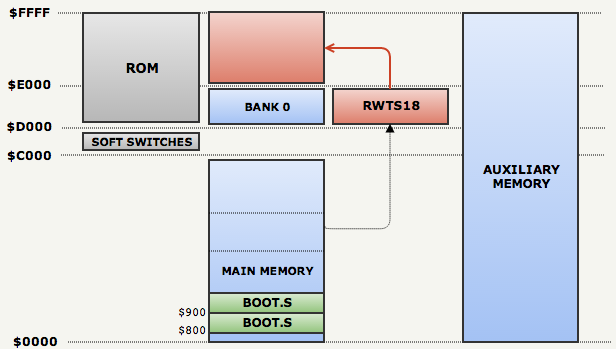 $FFFF
ROM
$E000
BANK 0
RWTS18
$D000
SOFT SWITCHES
$C000
AUXILIARY
MEMORY
MAIN MEMORY
BOOT.S
$900
BOOT.S
$800
$0000